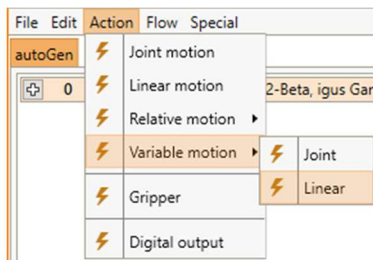 File Edit Action Flow Special
autoGen
Joint motion
Linear motion
0 2-Beta, igus Gar
Relative motion
Variable motion
Joint
Linear
Gripper
Digital output